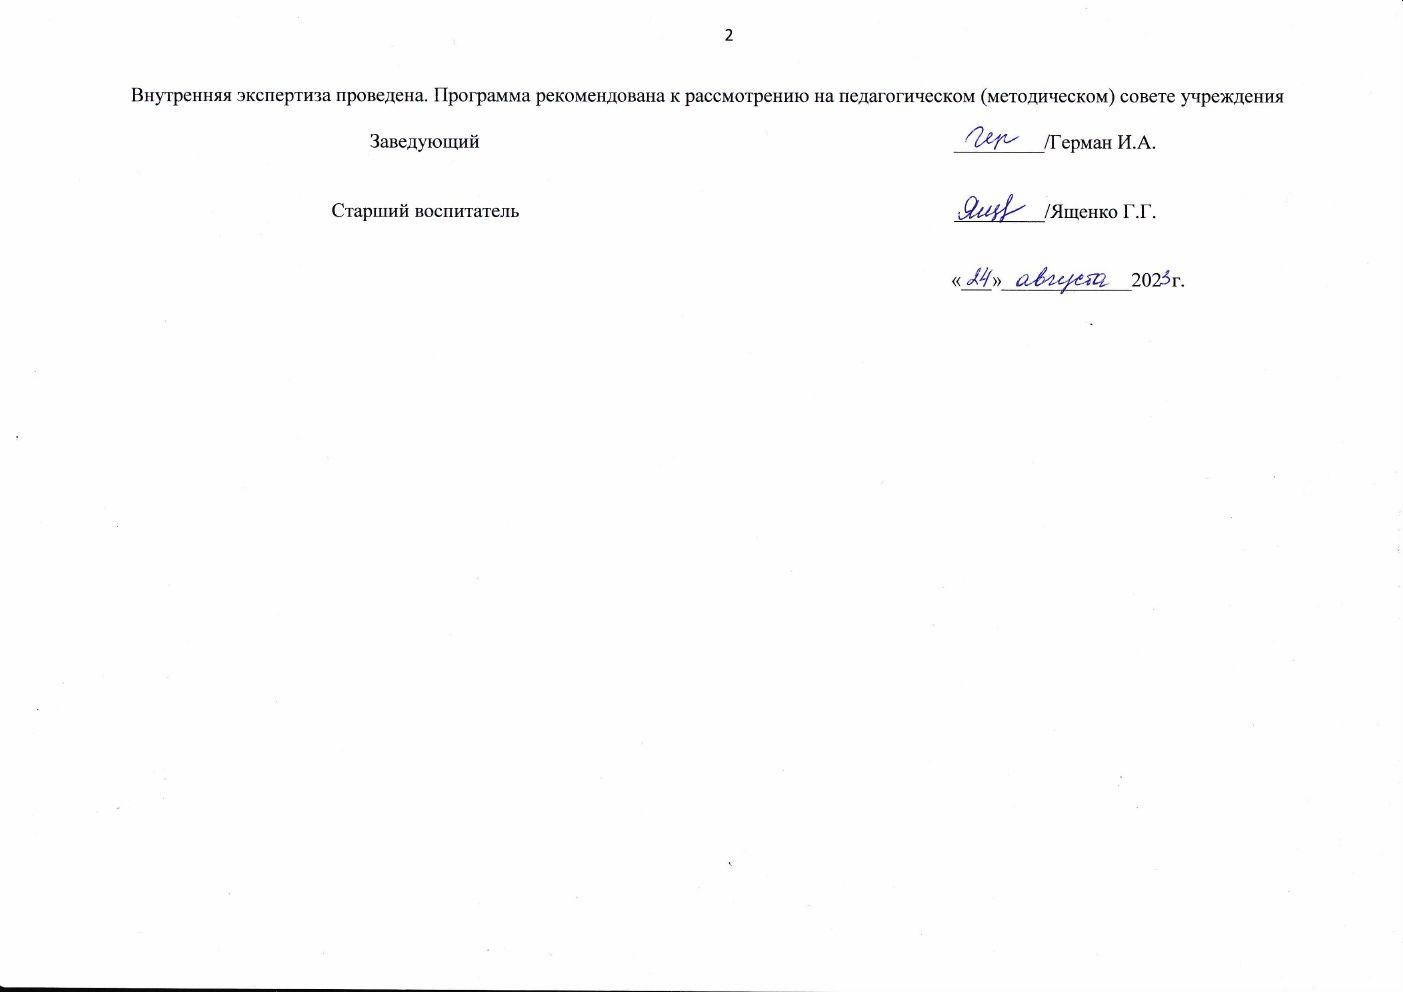 2
Внутренняя экспертиза проведена. Программа рекомендована к рассмотрению на педагогическом (методическом) совете учреждения
Заведующий /Герман И.А.
Старший воспитатель /Ященко Г.Г.
«24» августа 2023г.